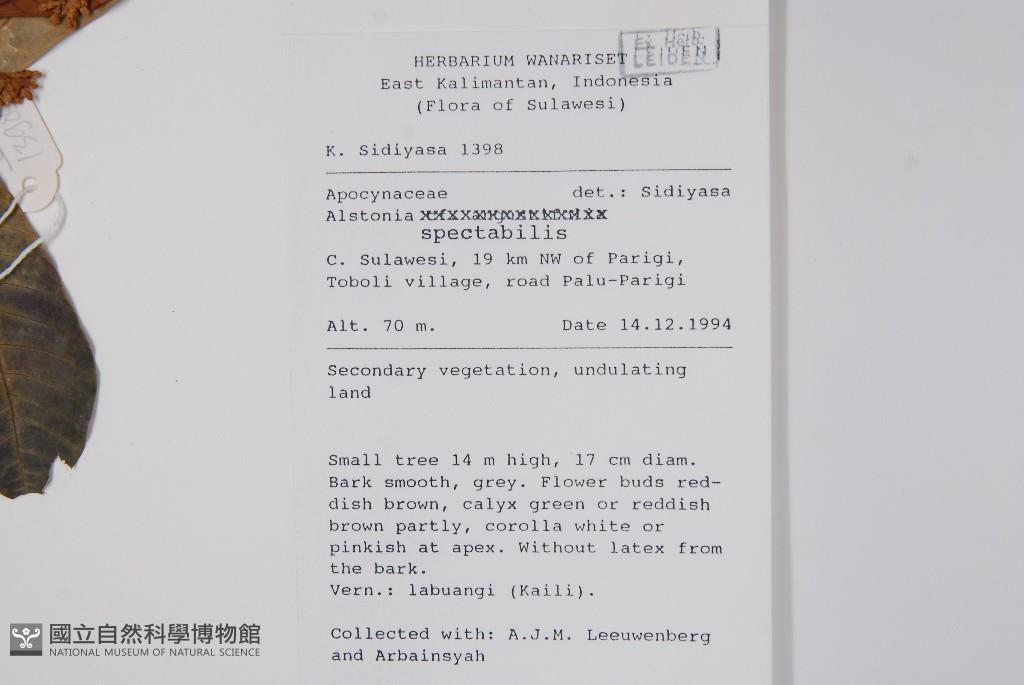 Ex. Herb.
LEIDEN
HERBARIUM WANARISET
East Kalimantan, Indonesia
(Flora of Sulawesi)
K. Sidiyasa 1398
Apocynaceae det.: Sidiyasa
Alstonia
spectabilis
C. Sulawesi, 19 km NW of Parigi,
Toboli village, road Palu-Parigi
Alt. 70 m. Date 14.12.1994
Secondary vegetation, undulating
land
Small tree 14 m high, 17 cm diam.
Bark smooth, grey. Flower buds red-
dish brown, calyx green or reddish
brown partly, corolla white or
pinkish at apex. Without latex from
the bark.
Vern.: labuangi (Kaili).
Collected with: A.J.M. Leeuwenberg
and Arbainsyah
國立自然科學博物館
NATIONAL MUSEUM OF NATURAL SCIENCE